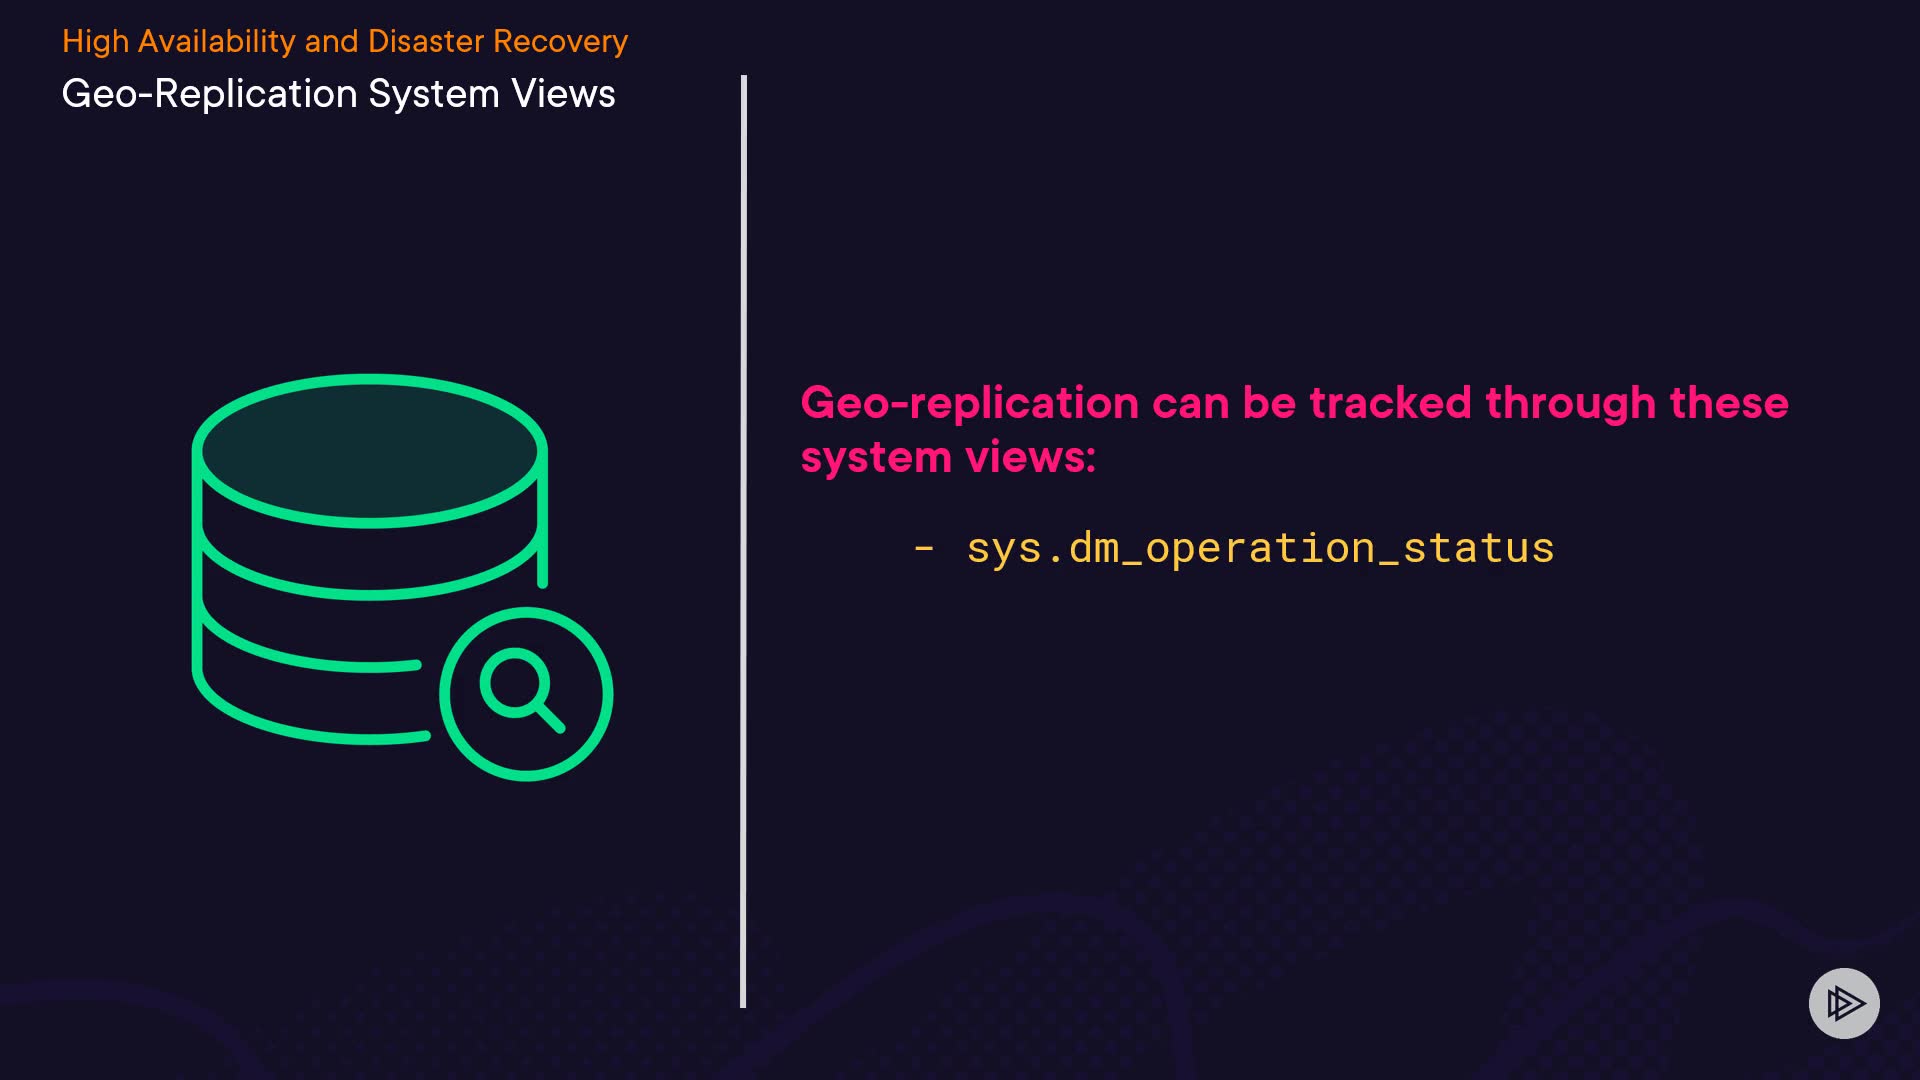 High Availability and Disaster Recovery
Geo-Replication System Views
Geo-replication can be tracked through these
system views:
- sys.dm_operation_status